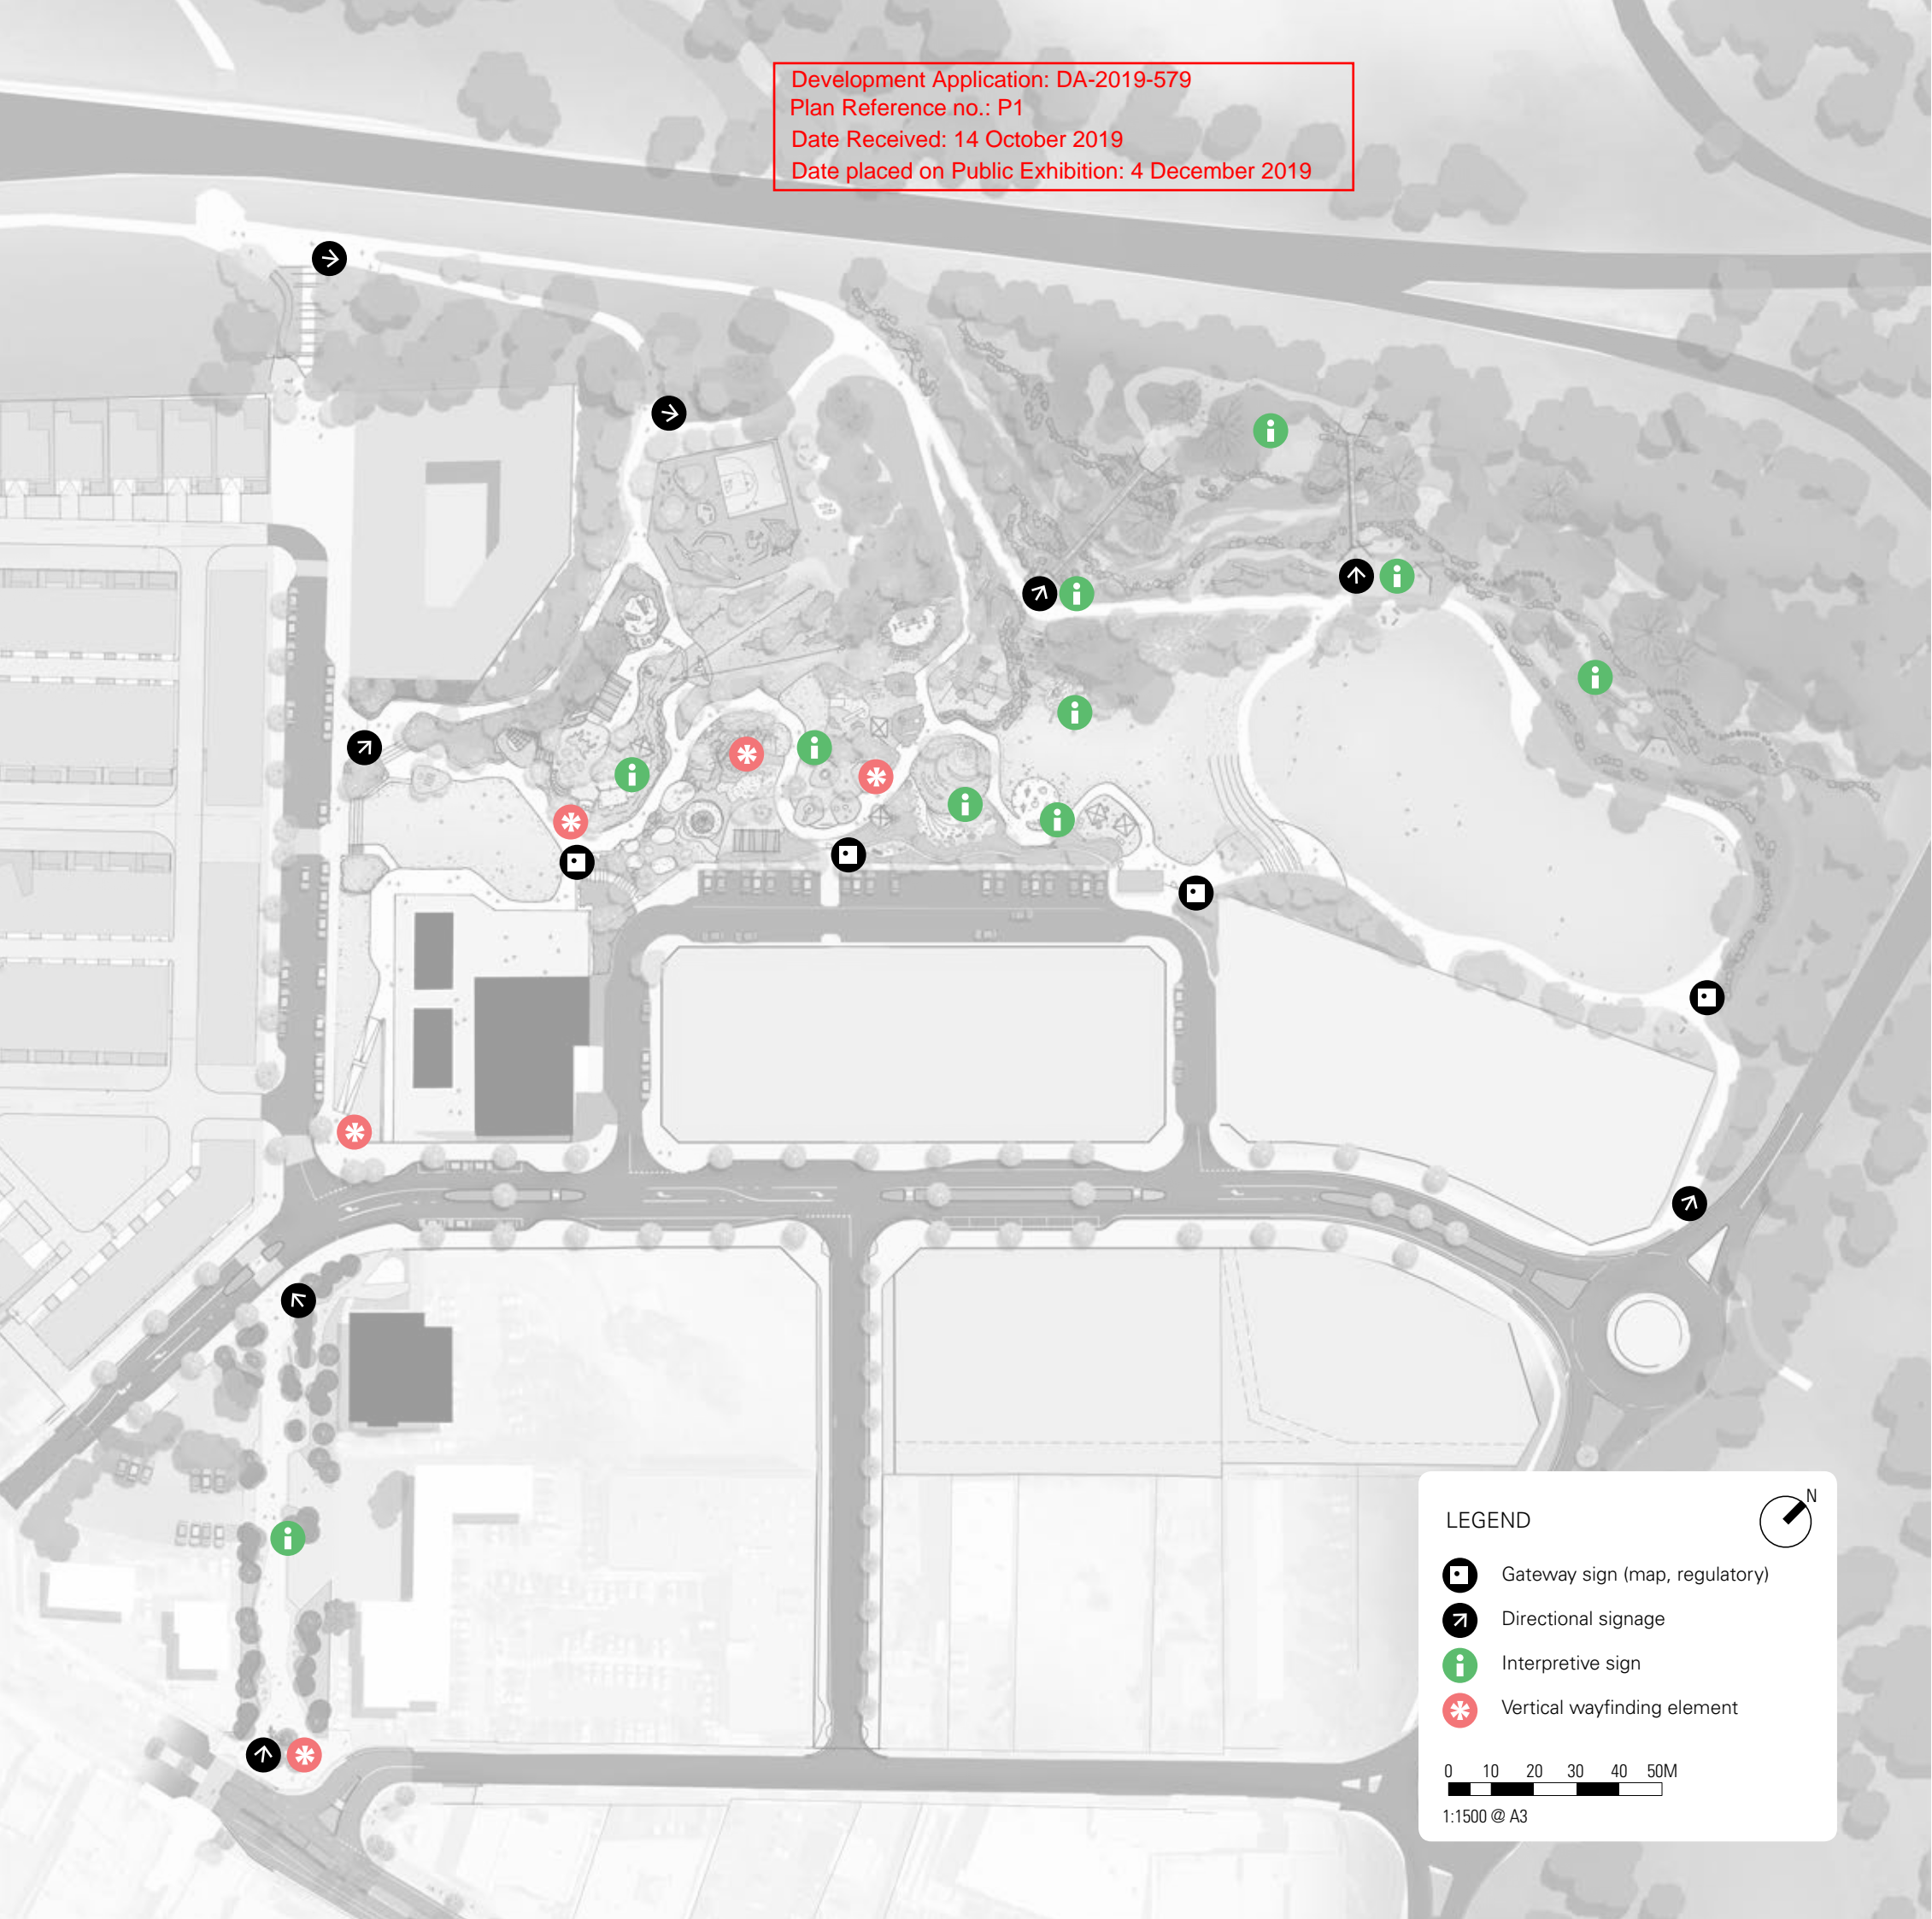 Development Application: DA-2019-579
Plan Reference no.: P1
Date Received: 14 October 2019
Date placed on Public Exhibition: 4 December 2019
LEGEND
N
Gateway sign (map, regulatory)
Directional signage
Interpretive sign
Vertical wayfinding element
0 10 20 30 40 50M
1:1500 @ A3